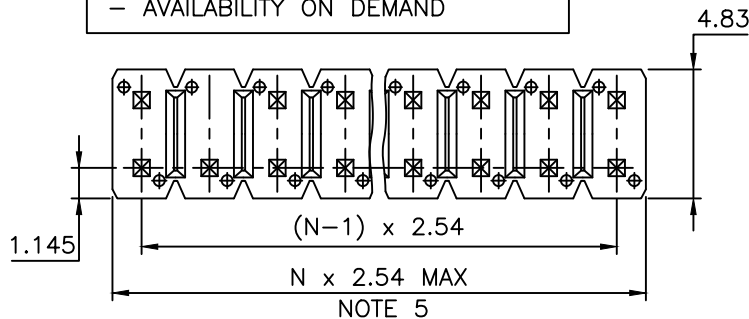 – AVAILABILITY ON DEMAND
4.83
(N–1) x 2.54
1.145
N x 2.54 MAX
NOTE 5